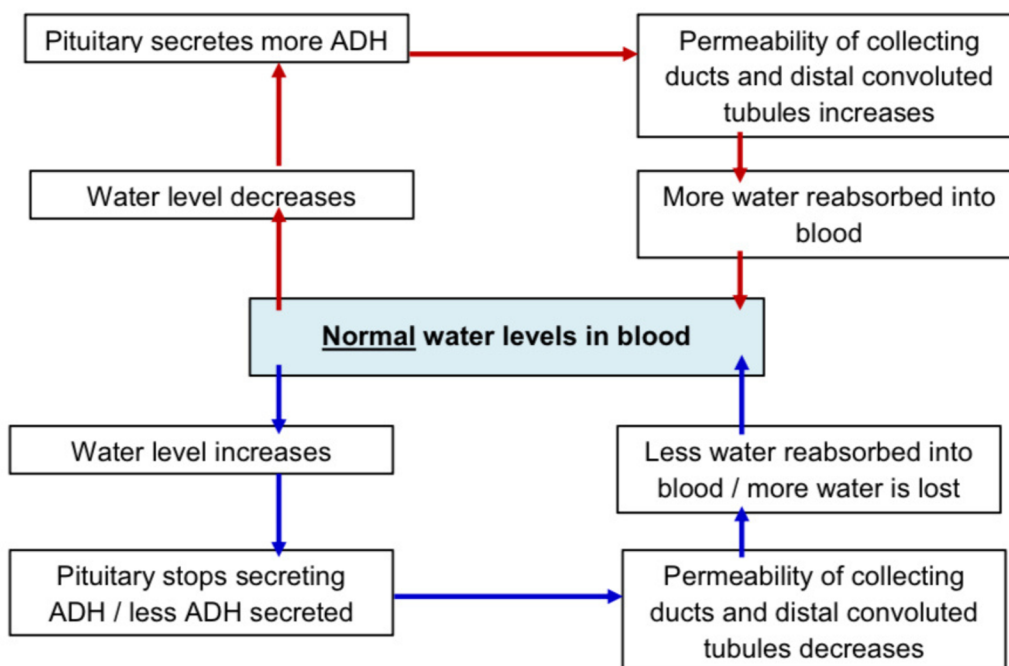 Pituitary secretes more ADH
Permeability of collecting
ducts and distal convoluted
tubules increases
Water level decreases
More water reabsorbed into
blood
Normal water levels in blood
Water level increases
Less water reabsorbed into
blood / more water is lost
Pituitary stops secreting
ADH / less ADH secreted
Permeability of collecting
ducts and distal convoluted
tubules decreases